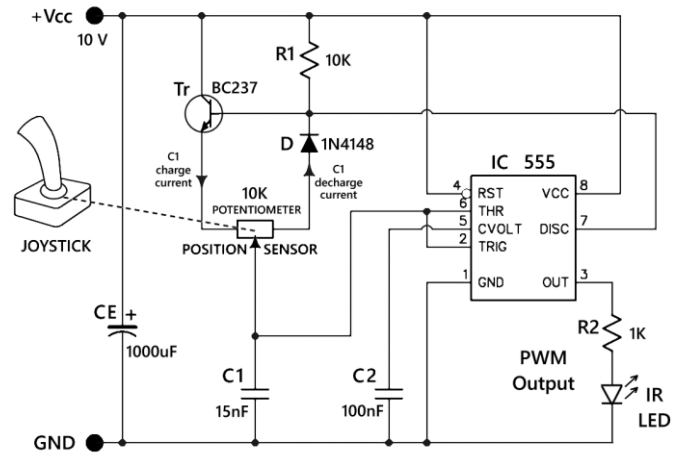 +Vcc
10 V
R1
10K
Tr
BC237
D
1N4148
C1
charge
current
C1
decharge
current
10K
POTENTIOMETER
POSITION SENSOR
JOYSTICK
IC 555
4
RST
6
THR
5
CVOLT
2
TRIG
1
GND
VCC
8
DISC
7
OUT
3
CE +
1000uF
C1
15nF
C2
100nF
R2
1K
PWM
Output
IR
LED
GND